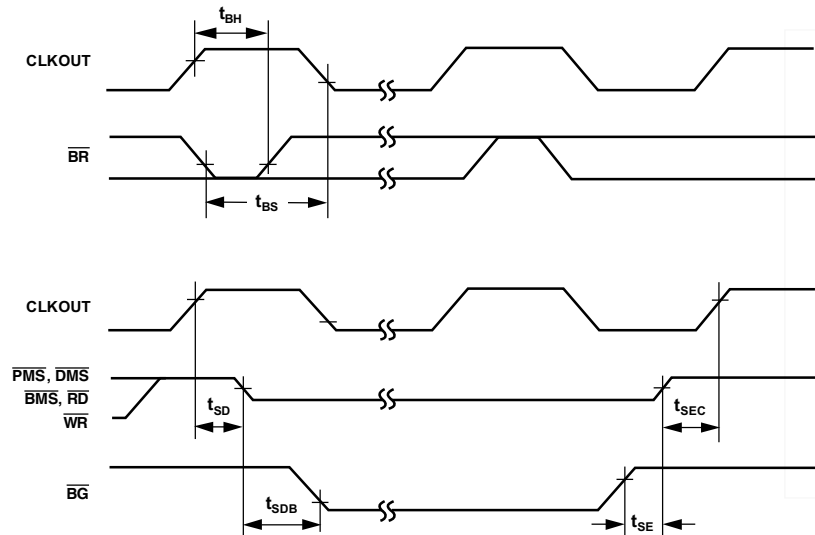 tBH
CLKOUT
BR
tBS
CLKOUT
PMS, DMS
BMS, RD
WR
tSD
tSEC
BG
tSDB
tSE